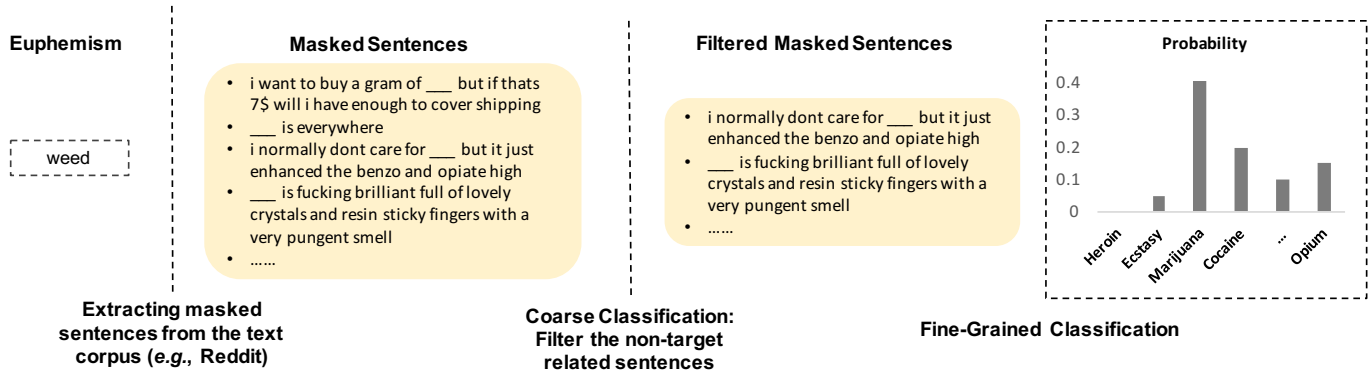 Euphemism
weed
Extracting masked
sentences from the text
corpus (e.g., Reddit)
Masked Sentences
• i want to buy a gram of ___ but if thats
7$ will i have enough to cover shipping
• ___ is everywhere
• i normally dont care for ___ but it just
enhanced the benzo and opiate high
• ___ is fucking brilliant full of lovely
crystals and resin sticky fingers with a
very pungent smell
• ......
Coarse Classification:
Filter the non-target
related sentences
Filtered Masked Sentences
• i normally dont care for ___ but it just
enhanced the benzo and opiate high
• ___ is fucking brilliant full of lovely
crystals and resin sticky fingers with a
very pungent smell
• ......
Probability
0.4
0.3
0.2
0.1
0
Heroin
Ecstasy
Marijuana
Cocaine
...
Opium
Fine-Grained Classification